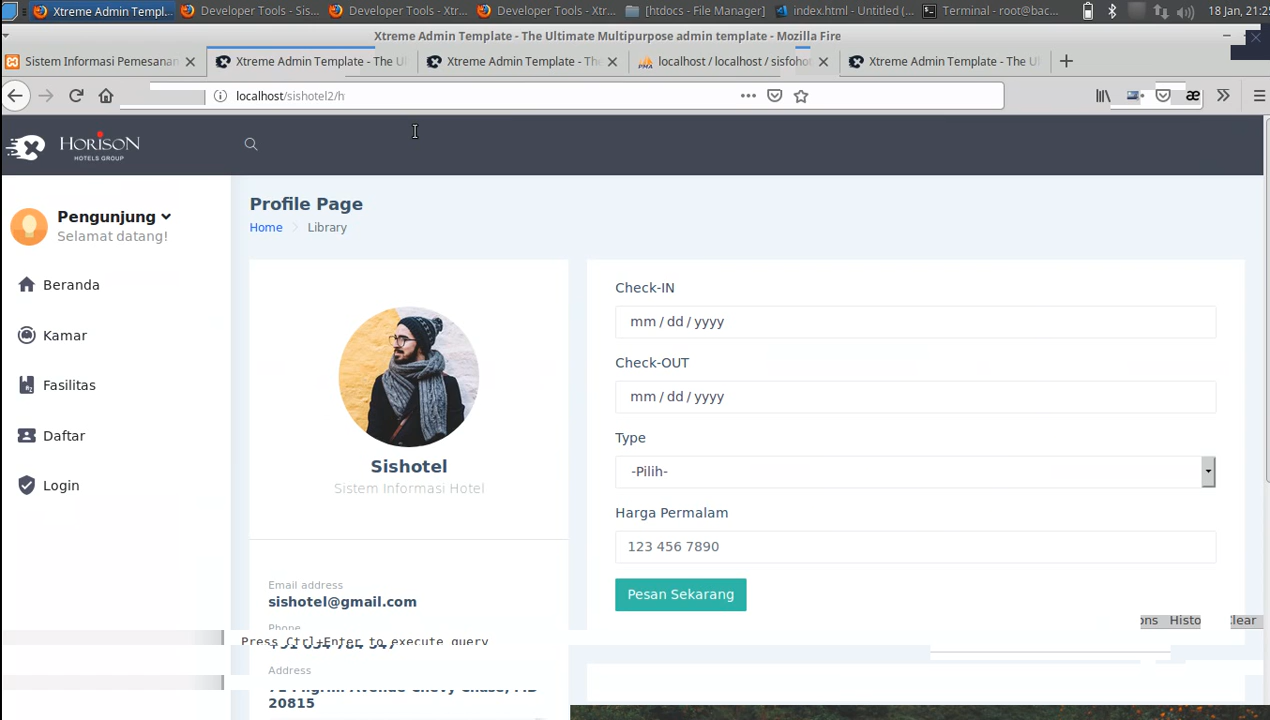 Xtreme Admin Templ...
Developer Tools - Sis...
Developer Tools - Xtr...
Developer Tools - Xtr...
[htdocs - File Manager]
index.html - Untitled (...
Terminal - root@bac...
18 Jan, 21:25
Xtreme Admin Template - The Ultimate Multipurpose admin template - Mozilla Fire
Sistem Informasi Pemesanan
Xtreme Admin Template - The Ul
Xtreme Admin Template - The
localhost / localhost / sisfoho
Xtreme Admin Template - The Ul
localhost/sishotel2/h
HORISON
HOTELS GROUP
Pengunjung
Selamat datang!
Beranda
Kamar
Fasilitas
Daftar
Login
Profile Page
Home
Library
Sishotel
Sistem Informasi Hotel
Email address
sishotel@gmail.com
Phone
Press Ctrl+Enter to execute query
Address
20815
Check-IN
mm / dd / yyyy
Check-OUT
mm / dd / yyyy
Type
-Pilih-
Harga Permalam
123 456 7890
Pesan Sekarang
ons Histo
lear